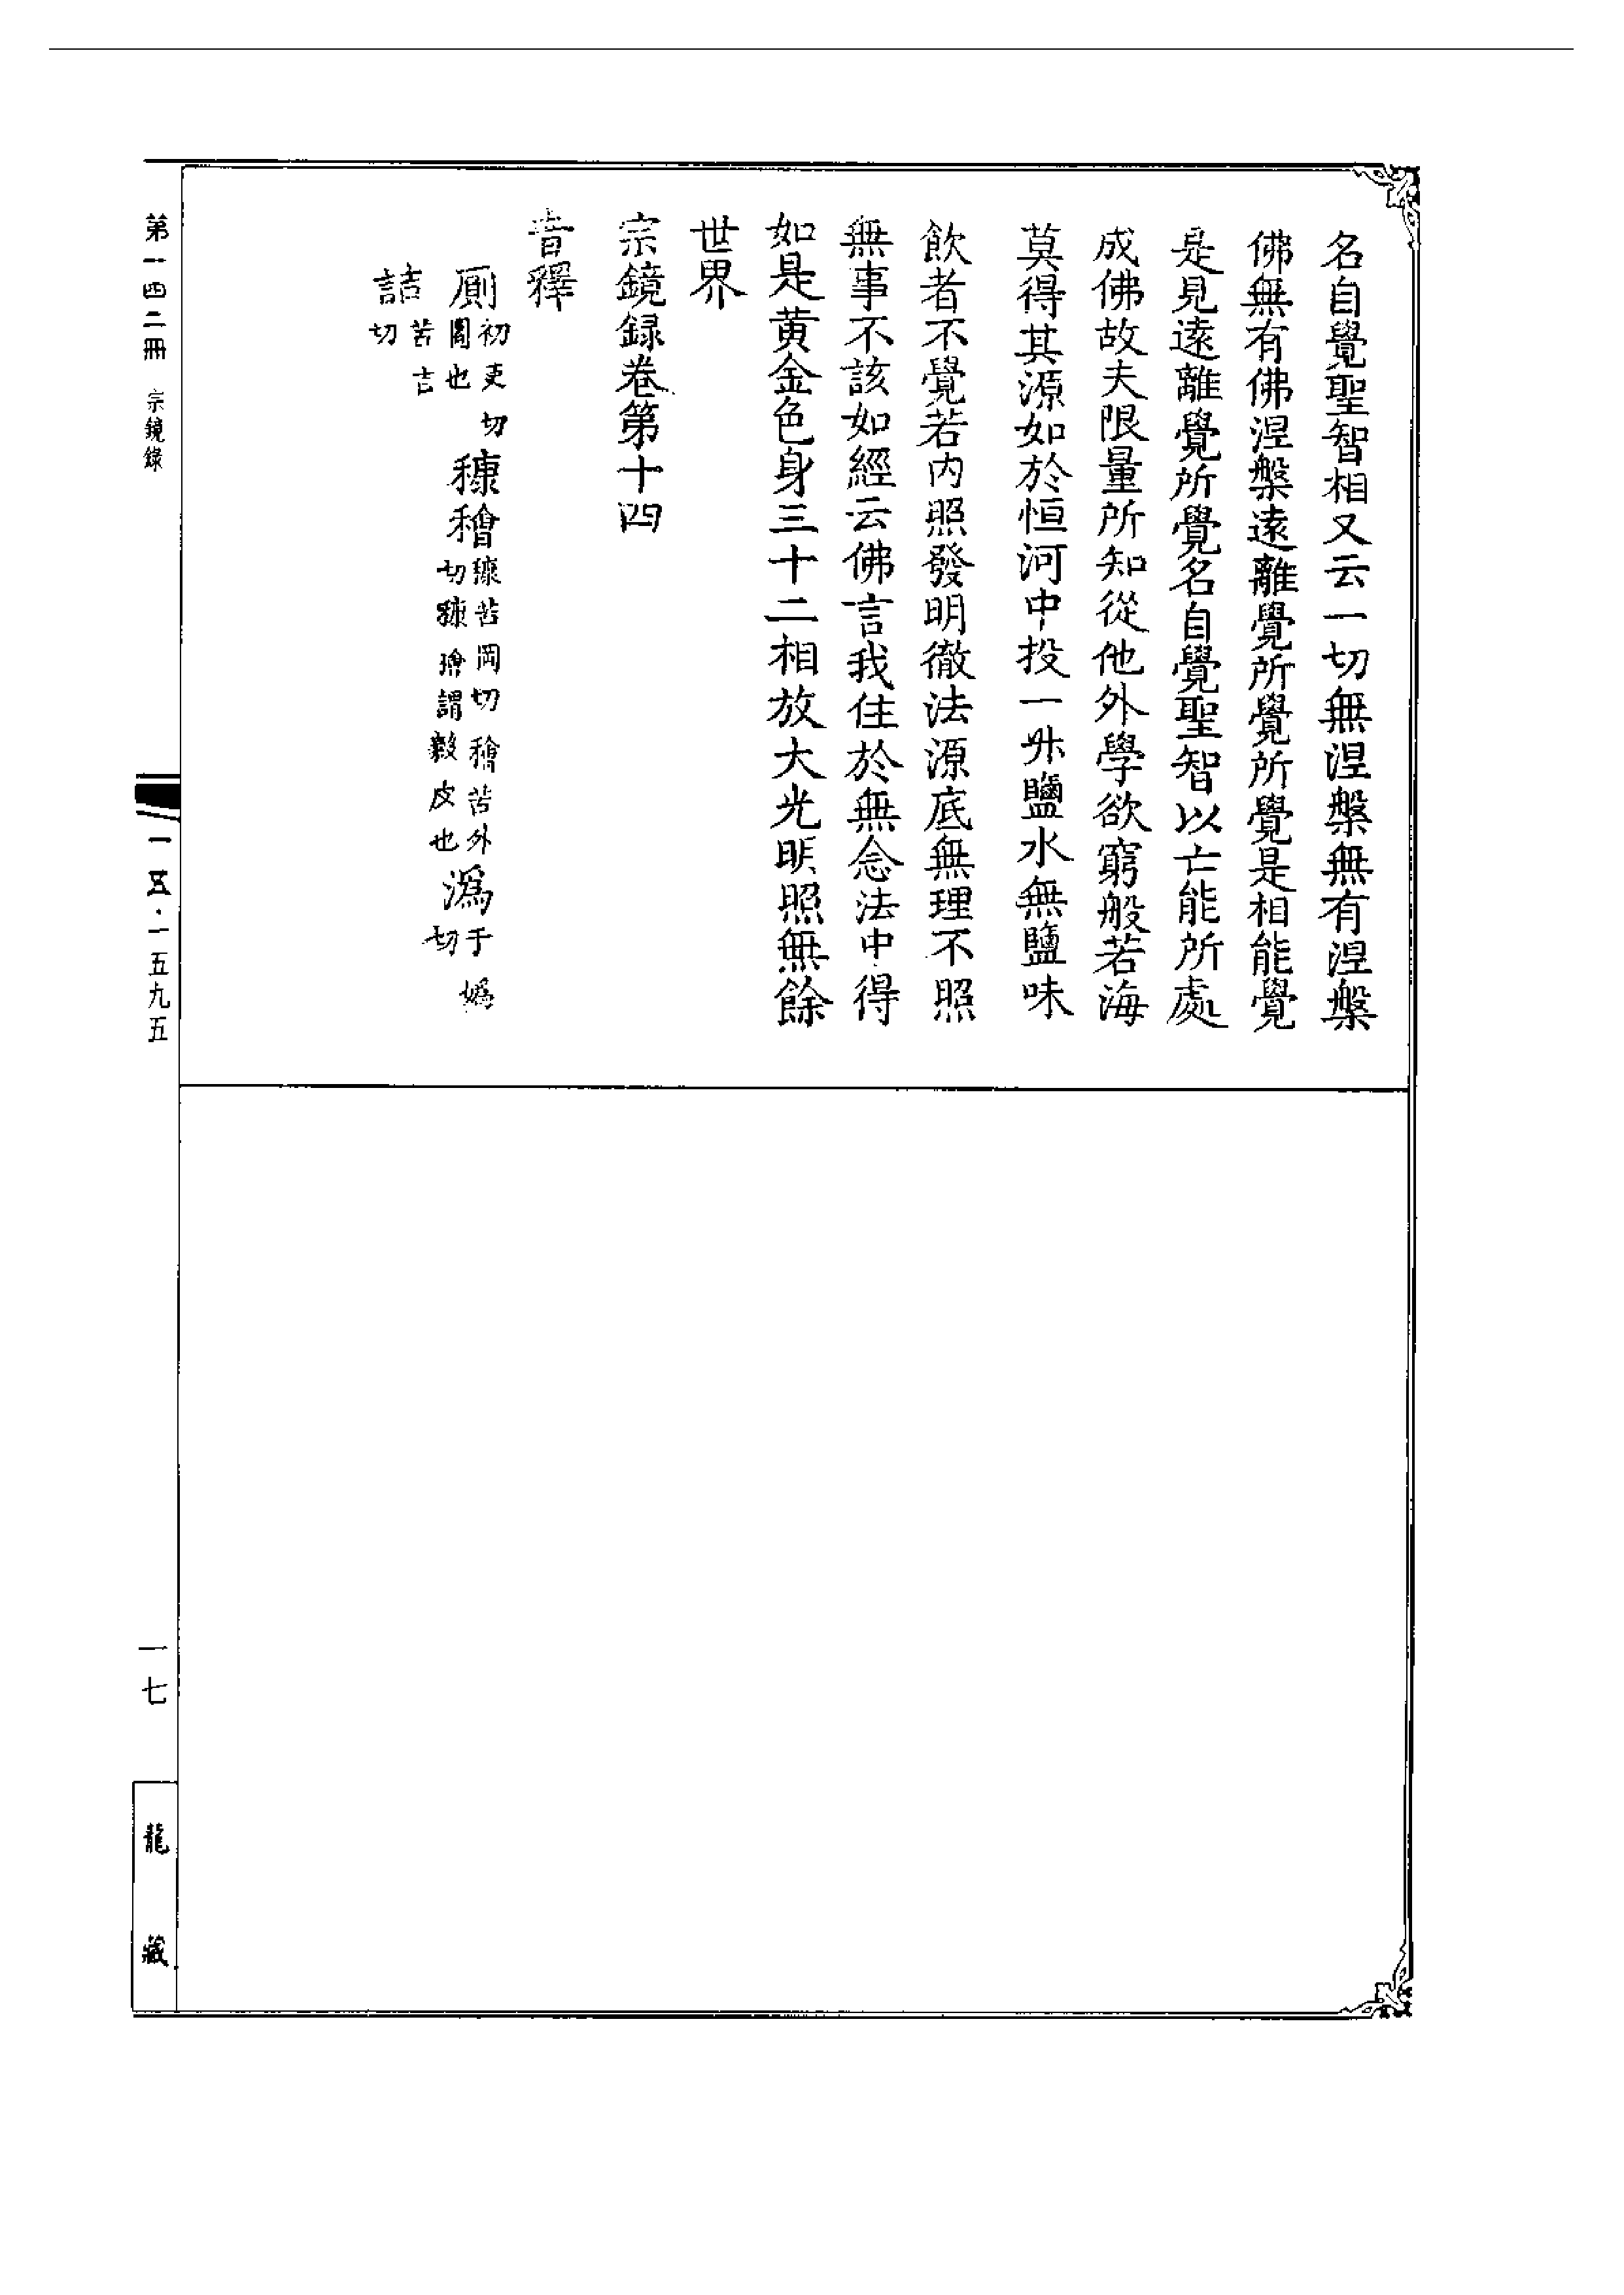 名自覺聖智相又云一切無涅槃無有涅槃
佛無有佛涅槃遠離覺所覺所覺是相能覺
是見遠離覺所覺名自覺聖智以亡能所處
成佛故夫限量所知從他外學欲窮般若海
莫得其源如於恒河中投一升鹽水無鹽味
飲者不覺若內照發明徹法源底無理不照
無事不該如經云佛言我住於無念法中得
如是黄金色身三十二相放大光明照無餘
世界
宗鏡録卷第十四
音釋
厠初吏切圊也穅穭穅苦岡切穭苦外切穅穭謂穀皮也溈于嬀切
詰苦吉切
第一四二冊 宗鏡錄
一五·一五九五
一七
龍藏